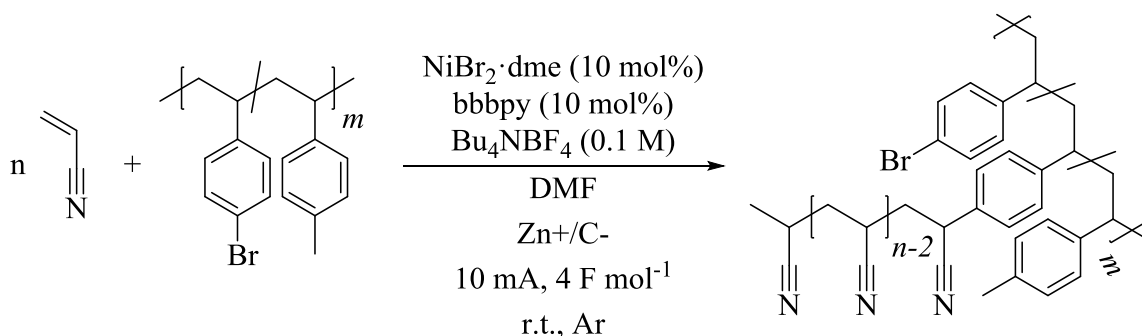 n
N
+
Br
m
NiBr₂·dme (10 mol%)
bbbpy (10 mol%)
Bu₄NBF₄ (0.1 M)
DMF
Zn+/C-
10 mA, 4 F mol⁻¹
r.t., Ar
Br
n-2
m
N
N
N